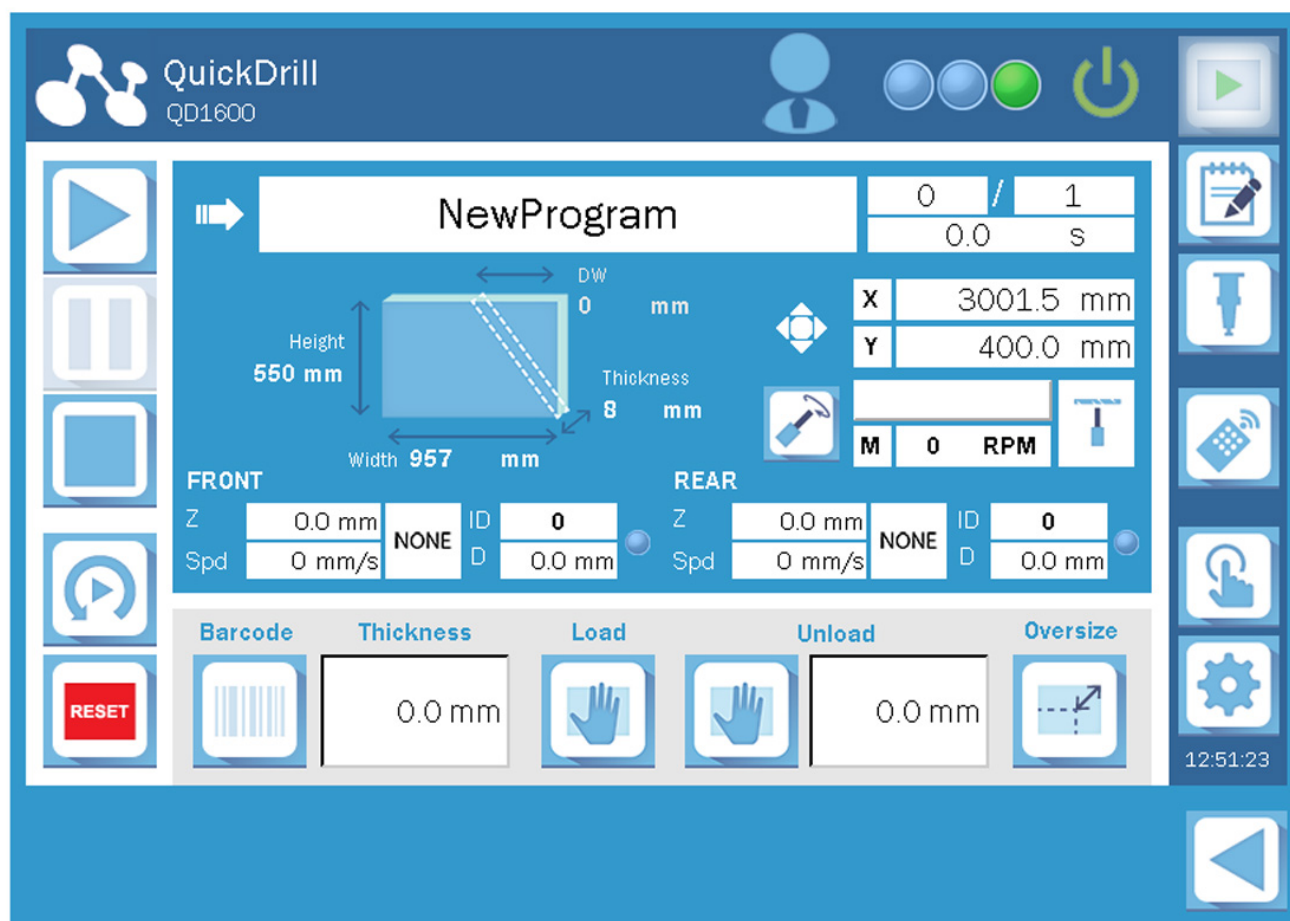 QuickDrill
QD1600
NewProgram
0 / 1
0.0 s
DW
0 mm
Height
550 mm
Thickness
8 mm
Width 957 mm
X 3001.5 mm
Y 400.0 mm
M 0 RPM
FRONT
Z 0.0 mm NONE ID 0
Spd 0 mm/s D 0.0 mm
REAR
Z 0.0 mm NONE ID 0
Spd 0 mm/s D 0.0 mm
Barcode Thickness Load Unload Oversize
RESET 0.0 mm 0.0 mm
12:51:23